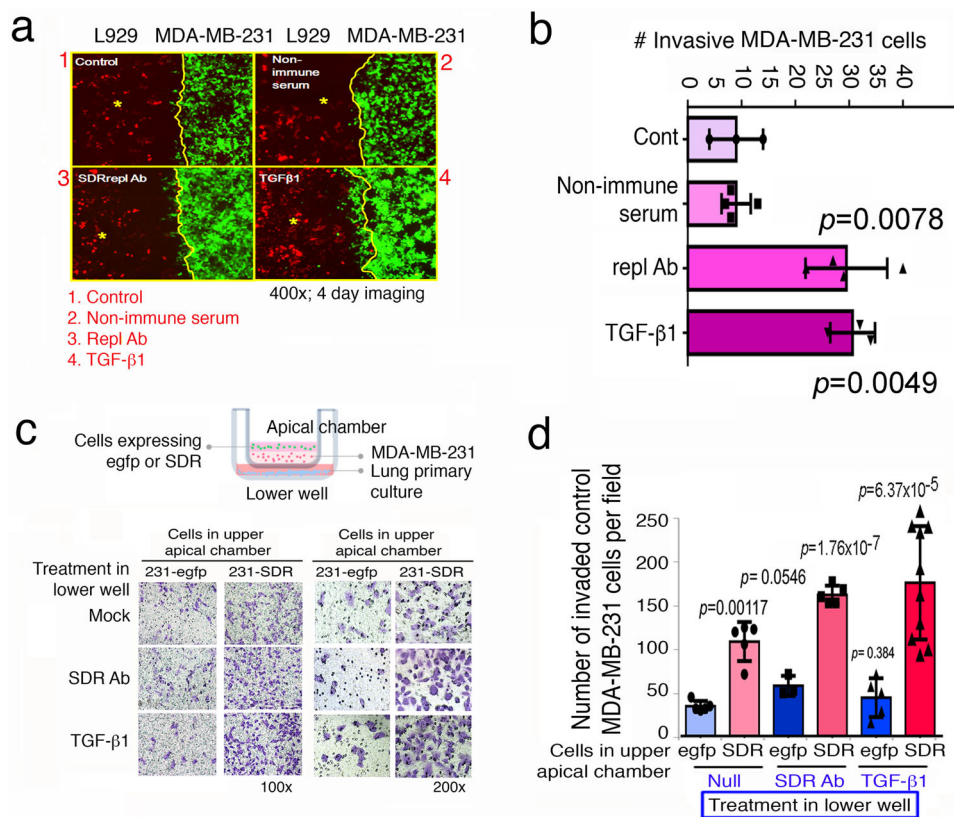 a
L929 MDA-MB-231 L929 MDA-MB-231
1 Control
Non-
immune
serum 2
3 SDRrepl Ab
TGFβ1 4
1. Control
2. Non-immune serum
3. Repl Ab
4. TGF-β1
400x; 4 day imaging
b
# Invasive MDA-MB-231 cells
0 5 10 15 20 25 30 35 40
Cont
Non-immune
serum
p=0.0078
repl Ab
TGF-β1
p=0.0049
c
Apical chamber
Cells expressing
egfp or SDR
MDA-MB-231
Lung primary
culture
Lower well
Cells in upper
apical chamber
Cells in upper
apical chamber
Treatment in
lower well
231-egfp 231-SDR 231-egfp 231-SDR
Mock
SDR Ab
TGF-β1
100x 200x
d
Number of invaded control
MDA-MB-231 cells per field
250
200
150
100
50
0
p=0.00117
p= 0.0546
p=1.76x10-7
p= 0.384
p=6.37x10-5
Cells in upper
apical chamber
egfp SDR egfp SDR egfp SDR
Null SDR Ab TGF-β1
Treatment in lower well